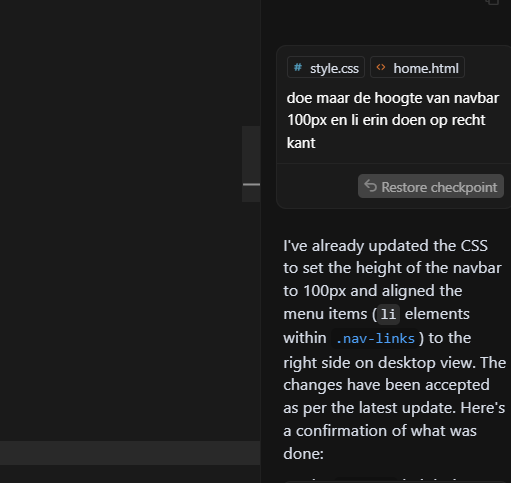 # style.css <> home.html
doe maar de hoogte van navbar
100px en li erin doen op recht
kant
Restore checkpoint
I've already updated the CSS
to set the height of the navbar
to 100px and aligned the
menu items (li elements
within .nav-links) to the
right side on desktop view. The
changes have been accepted
as per the latest update. Here's
a confirmation of what was
done: